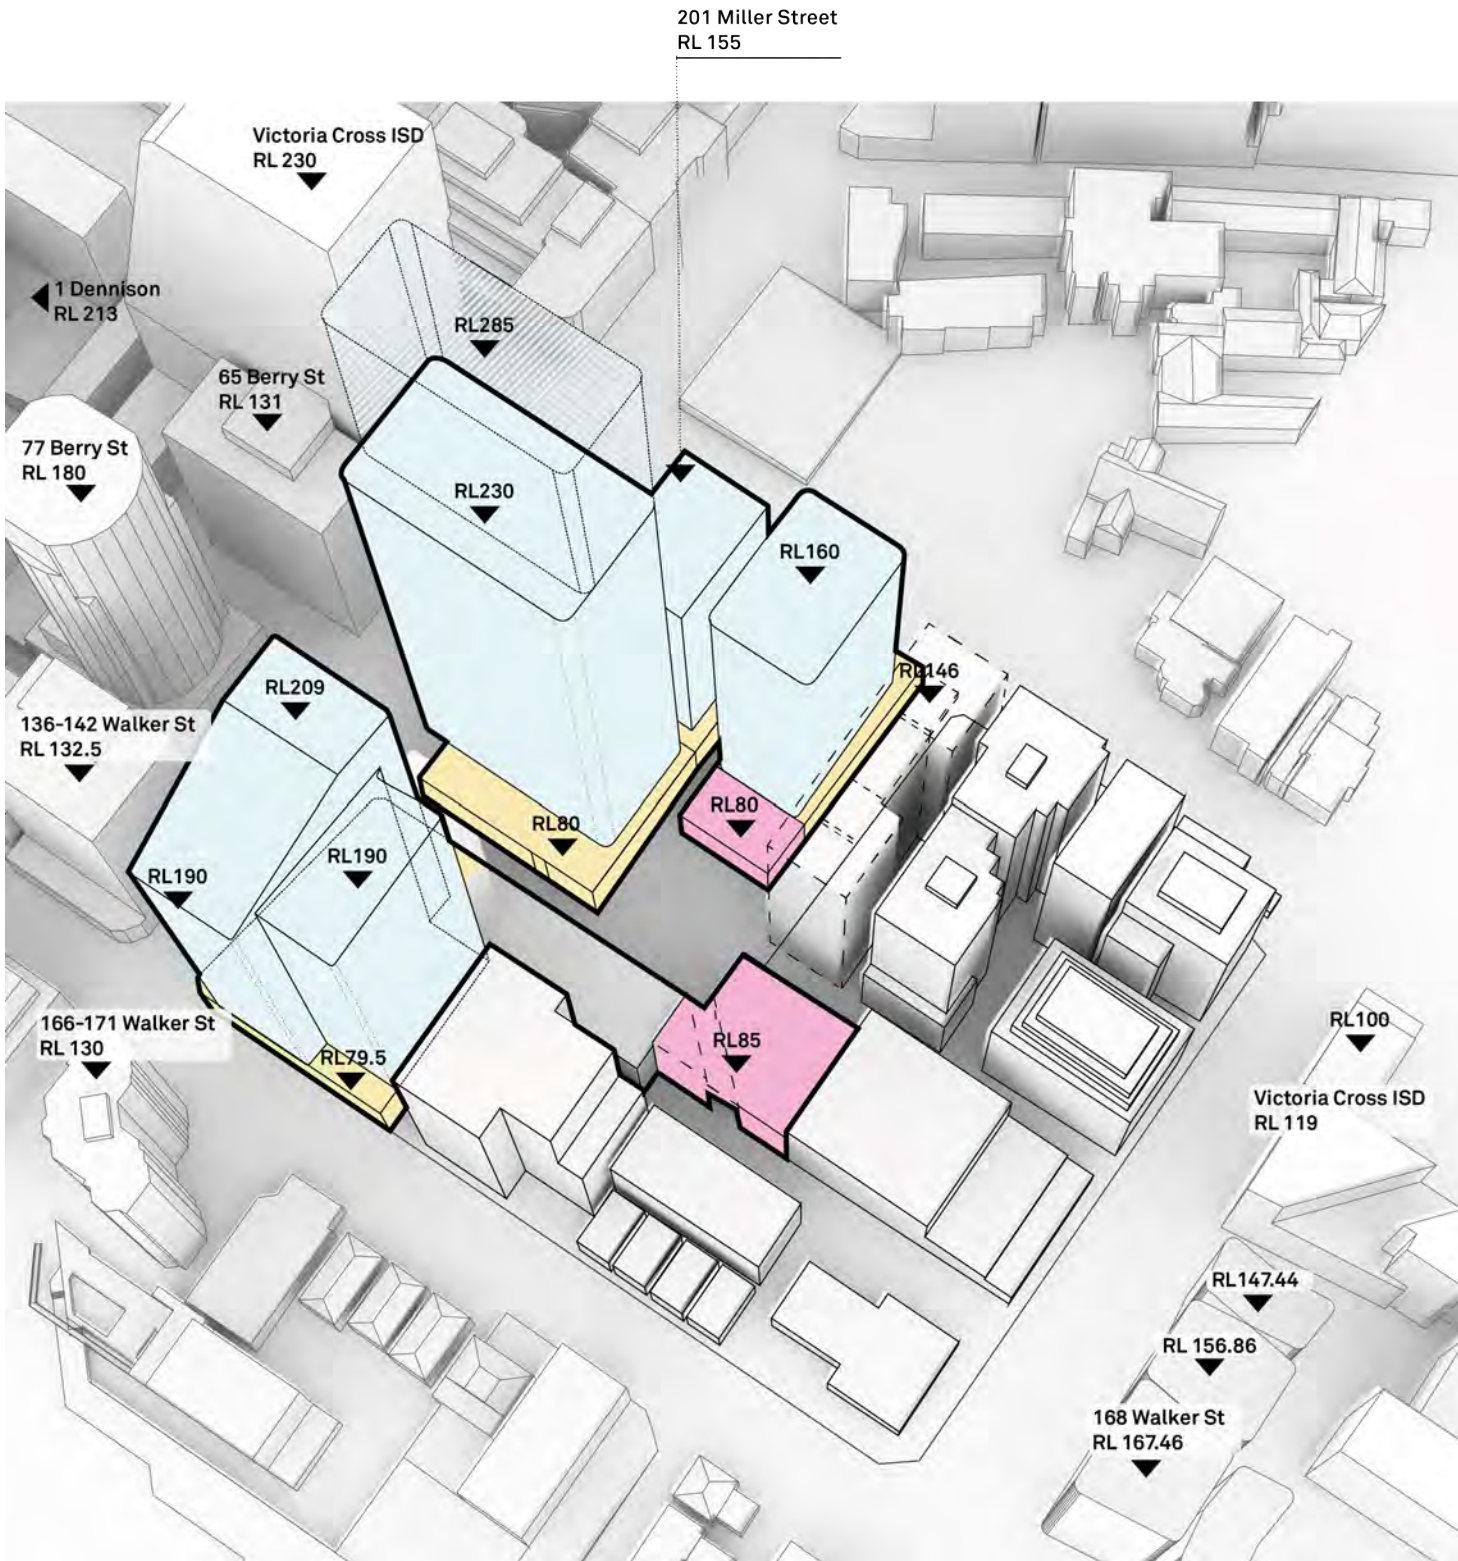 201 Miller Street
RL 155
Victoria Cross ISD
RL 230
1 Dennison
RL 213
RL285
65 Berry St
RL 131
77 Berry St
RL 180
RL230
RL160
RL146
RL209
136-142 Walker St
RL 132.5
RL80
RL80
RL190
RL190
166-171 Walker St
RL 130
RL79.5
RL85
RL100
Victoria Cross ISD
RL 119
RL147.44
RL 156.86
168 Walker St
RL 167.46